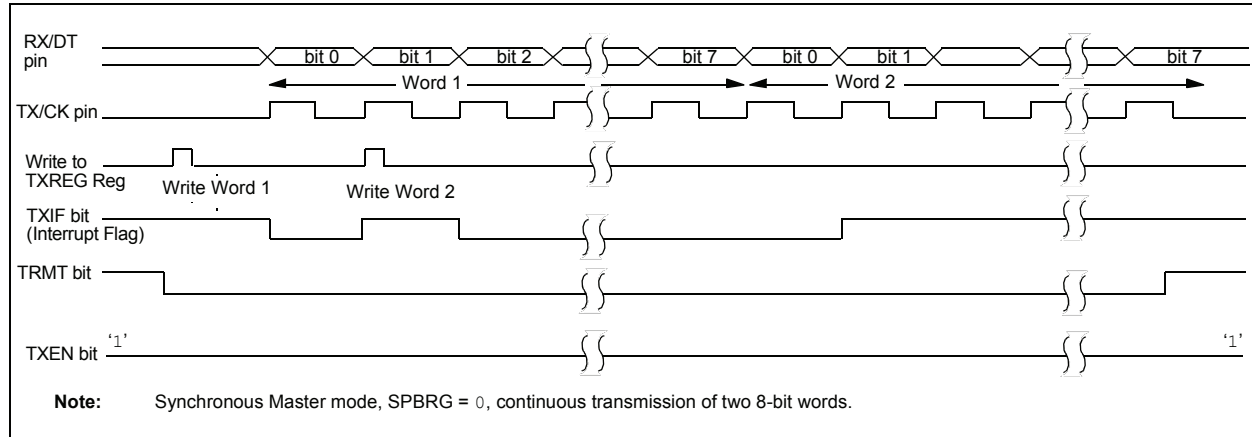 RX/DT
pin
bit 0 bit 1 bit 2 bit 7 bit 0 bit 1 bit 7
Word 1 Word 2
TX/CK pin
Write to
TXREG Reg
Write Word 1 Write Word 2
TXIF bit
(Interrupt Flag)
TRMT bit
TXEN bit ‘1’ ‘1’
Note: Synchronous Master mode, SPBRG = 0, continuous transmission of two 8-bit words.